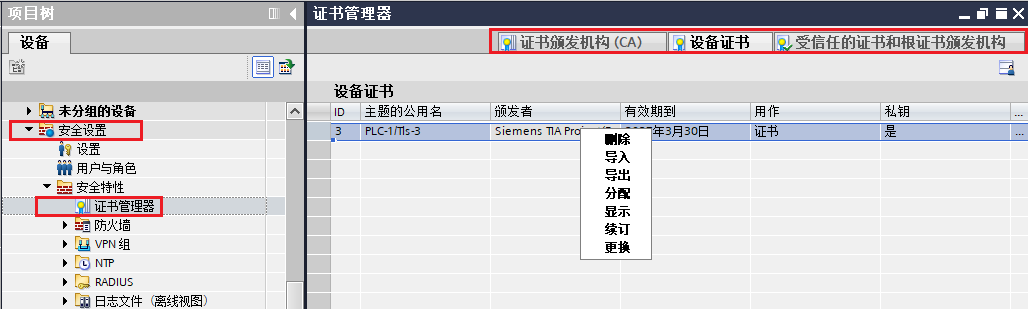 项目树
设备
未分组的设备
安全设置
设置
用户与角色
安全特性
证书管理器
防火墙
VPN 组
NTP
RADIUS
日志文件（离线视图）
证书管理器
证书颁发机构 (CA)
设备证书
受信任的证书和根证书颁发机构
设备证书
ID 主题的公用名 颁发者 有效期到 用作 私钥 ...
3 PLC-1/Tls-3 Siemens TIA Proje 年3月30日 证书 是 ...
删除
导入
导出
分配
显示
续订
更换